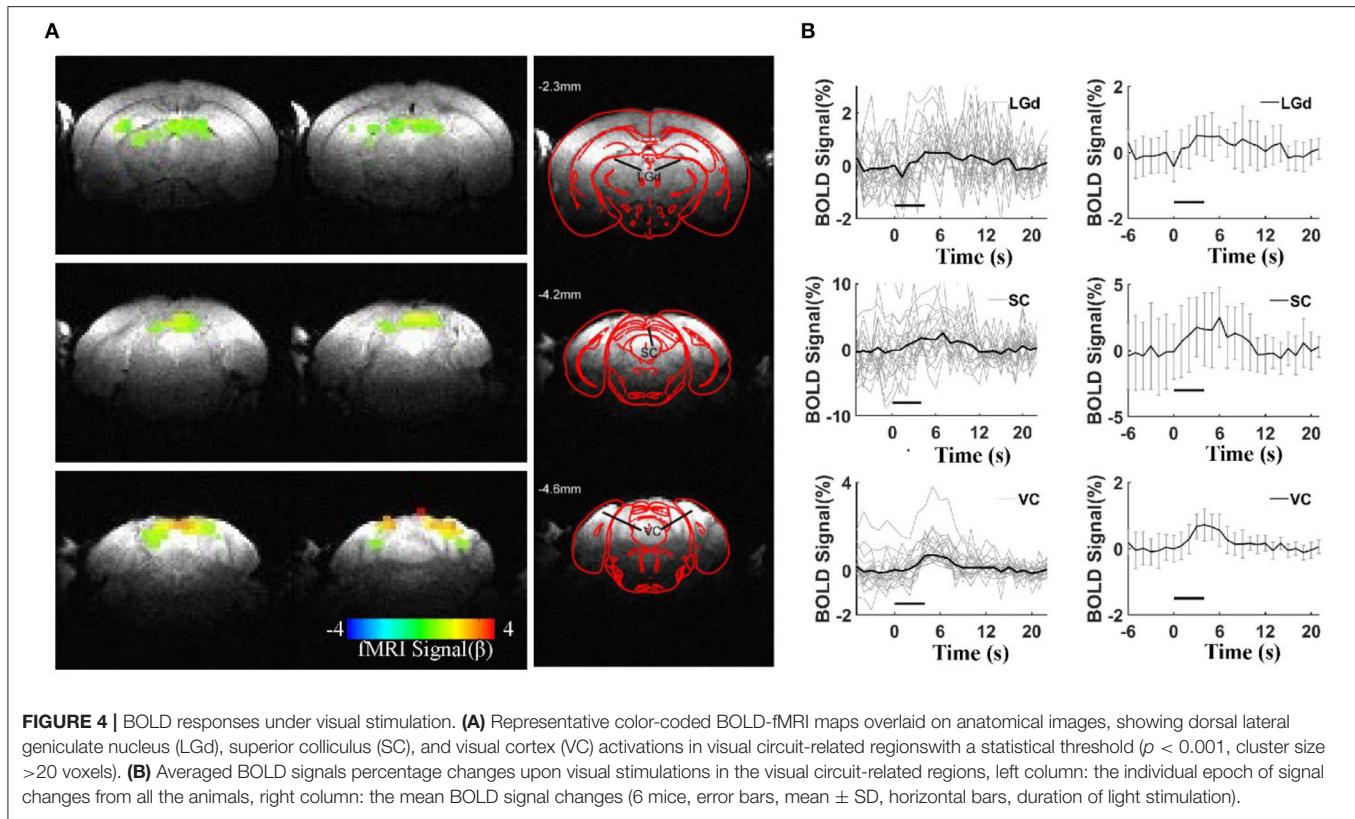 A
B
-2.3mm
LGd
-4.2mm
SC
-4.6mm
VC
-4 4
fMRI Signal(β)
BOLD Signal(%)
2
0
-2
LGd
0 6 12 20
Time (s)
BOLD Signal(%)
2
0
-2
LGd
-6 0 6 12 20
Time (s)
BOLD Signal(%)
10
0
-10
SC
0 6 12 20
Time (s)
BOLD Signal(%)
5
0
-5
SC
-6 0 6 12 20
Time (s)
BOLD Signal(%)
4
2
0
-2
VC
0 6 12 20
Time (s)
BOLD Signal(%)
2
0
-2
VC
-6 0 6 12 20
Time (s)
FIGURE 4 | BOLD responses under visual stimulation. (A) Representative color-coded BOLD-fMRI maps overlaid on anatomical images, showing dorsal lateral
geniculate nucleus (LGd), superior colliculus (SC), and visual cortex (VC) activations in visual circuit-related regionswith a statistical threshold (p < 0.001, cluster size
>20 voxels). (B) Averaged BOLD signals percentage changes upon visual stimulations in the visual circuit-related regions, left column: the individual epoch of signal
changes from all the animals, right column: the mean BOLD signal changes (6 mice, error bars, mean ± SD, horizontal bars, duration of light stimulation).